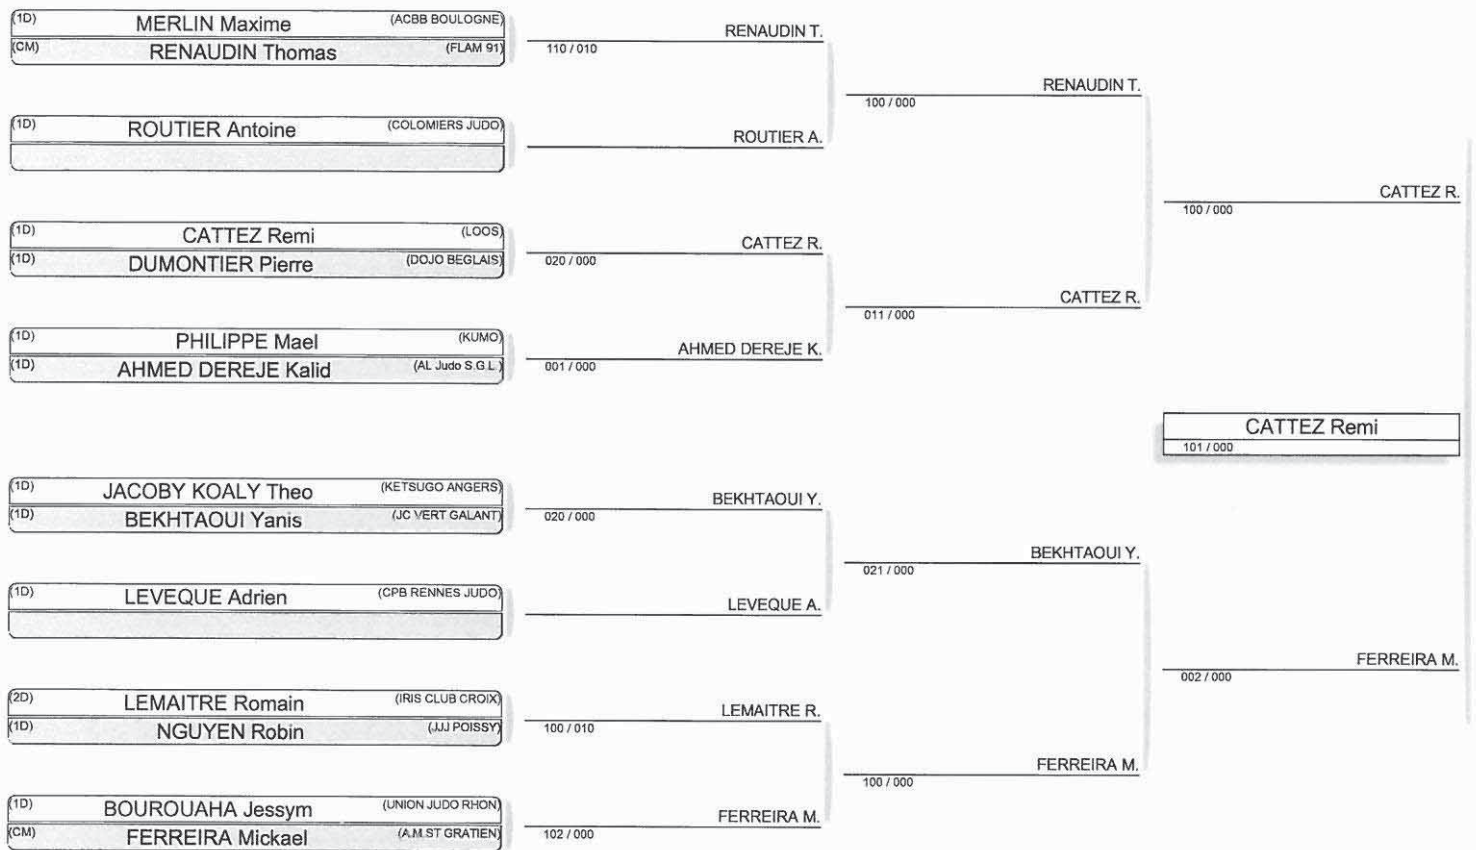 (1D) MERLIN Maxime (ACBB BOULOGNE)
(CM) RENAUDIN Thomas (FLAM 91)
(1D) ROUTIER Antoine (COLOMIERS JUDO)
(1D) CATTEZ Remi (LOOS)
(1D) DUMONTIER Pierre (DOJO BEGLAIS)
(1D) PHILIPPE Mael (KUMO)
(1D) AHMED DEREJE Kalid (AL Judo S.G.L.)
(1D) JACOBY KOALY Theo (KETSUGO ANGERS)
(1D) BEKHTAOUI Yanis (JC VERT GALANT)
(1D) LEVEQUE Adrien (CPB RENNES JUDO)
(2D) LEMAITRE Romain (IRIS CLUB CROIX)
(1D) NGUYEN Robin (JJJ POISSY)
(1D) BOUROUAHA Jessym (UNION JUDO RHON)
(CM) FERREIRA Mickael (A.M.ST GRATIEN)
RENAUDIN T.
110 / 010
ROUTIER A.
CATTEZ R.
020 / 000
AHMED DEREJE K.
001 / 000
BEKHTAOUI Y.
020 / 000
LEVEQUE A.
LEMAITRE R.
100 / 010
FERREIRA M.
102 / 000
RENAUDIN T.
100 / 000
CATTEZ R.
011 / 000
BEKHTAOUI Y.
021 / 000
FERREIRA M.
100 / 000
CATTEZ R.
100 / 000
CATTEZ Remi
101 / 000
FERREIRA M.
002 / 000